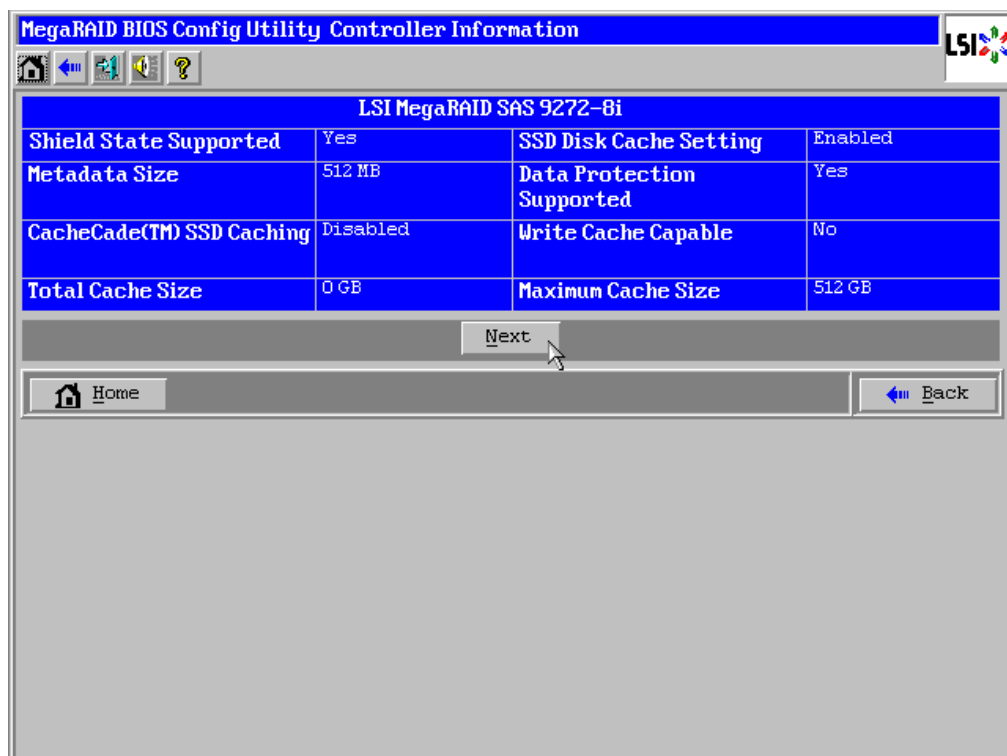 MegaRAID BIOS Config Utility Controller Information
LSI
LSI MegaRAID SAS 9272-8i
Shield State Supported Yes SSD Disk Cache Setting Enabled
Metadata Size 512 MB Data Protection Supported Yes
CacheCade(TM) SSD Caching Disabled Write Cache Capable No
Total Cache Size 0 GB Maximum Cache Size 512 GB
Next
Home Back